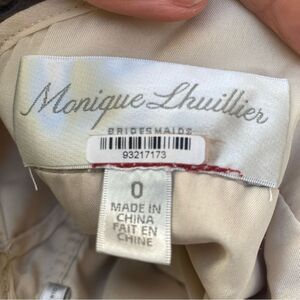 Monique Lhuillier
BRIDESMAIDS
93217173
0
MADE IN
CHINA
FAIT EN
CHINE